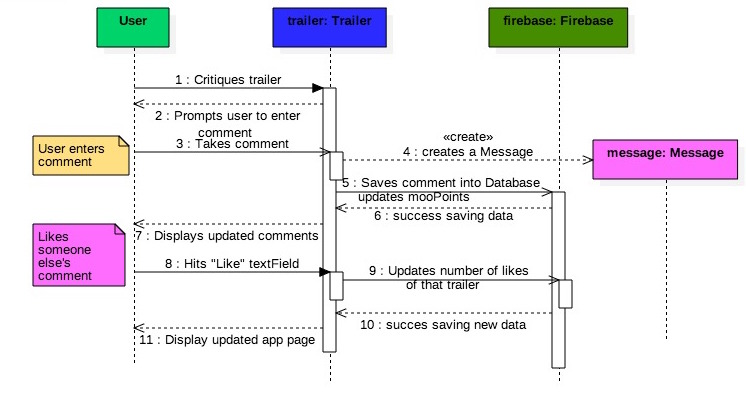 User
trailer: Trailer
firebase: Firebase
1 : Critiques trailer
2 : Prompts user to enter
comment
User enters
comment
3 : Takes comment
«create»
4 : creates a Message
message: Message
5 : Saves comment into Database
updates mooPoints
6 : success saving data
7 : Displays updated comments
Likes
someone
else's
comment
8 : Hits "Like" textField
9 : Updates number of likes
of that trailer
10 : succes saving new data
11 : Display updated app page